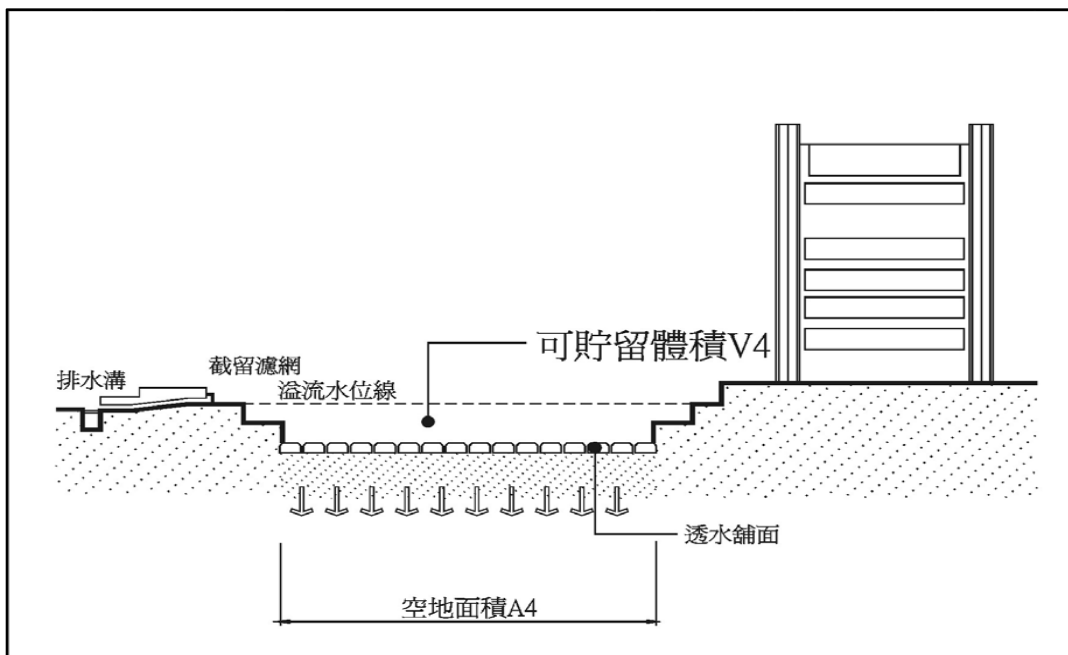 可貯留體積V4
截留濾網
排水溝
溢流水位線
透水舖面
空地面積A4